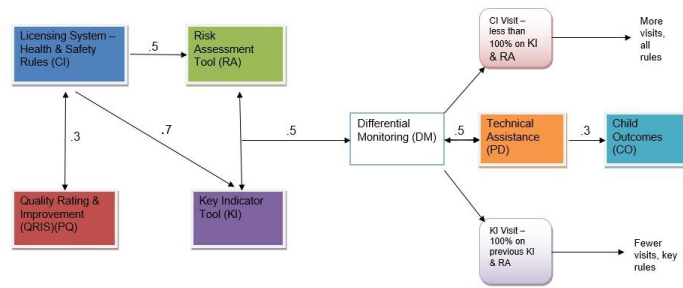 Licensing System –
Health & Safety
Rules (CI)
.5
Risk
Assessment
Tool (RA)
CI Visit –
less than
100% on KI
& RA
More
visits,
all
rules
.3
.7
.5
Differential
Monitoring (DM)
.5
Technical
Assistance
(PD)
.3
Child
Outcomes
(CO)
Quality Rating &
Improvement
(QRIS)(PQ)
Key Indicator
Tool (KI)
KI Visit –
100% on
previous KI
& RA
Fewer
visits, key
rules